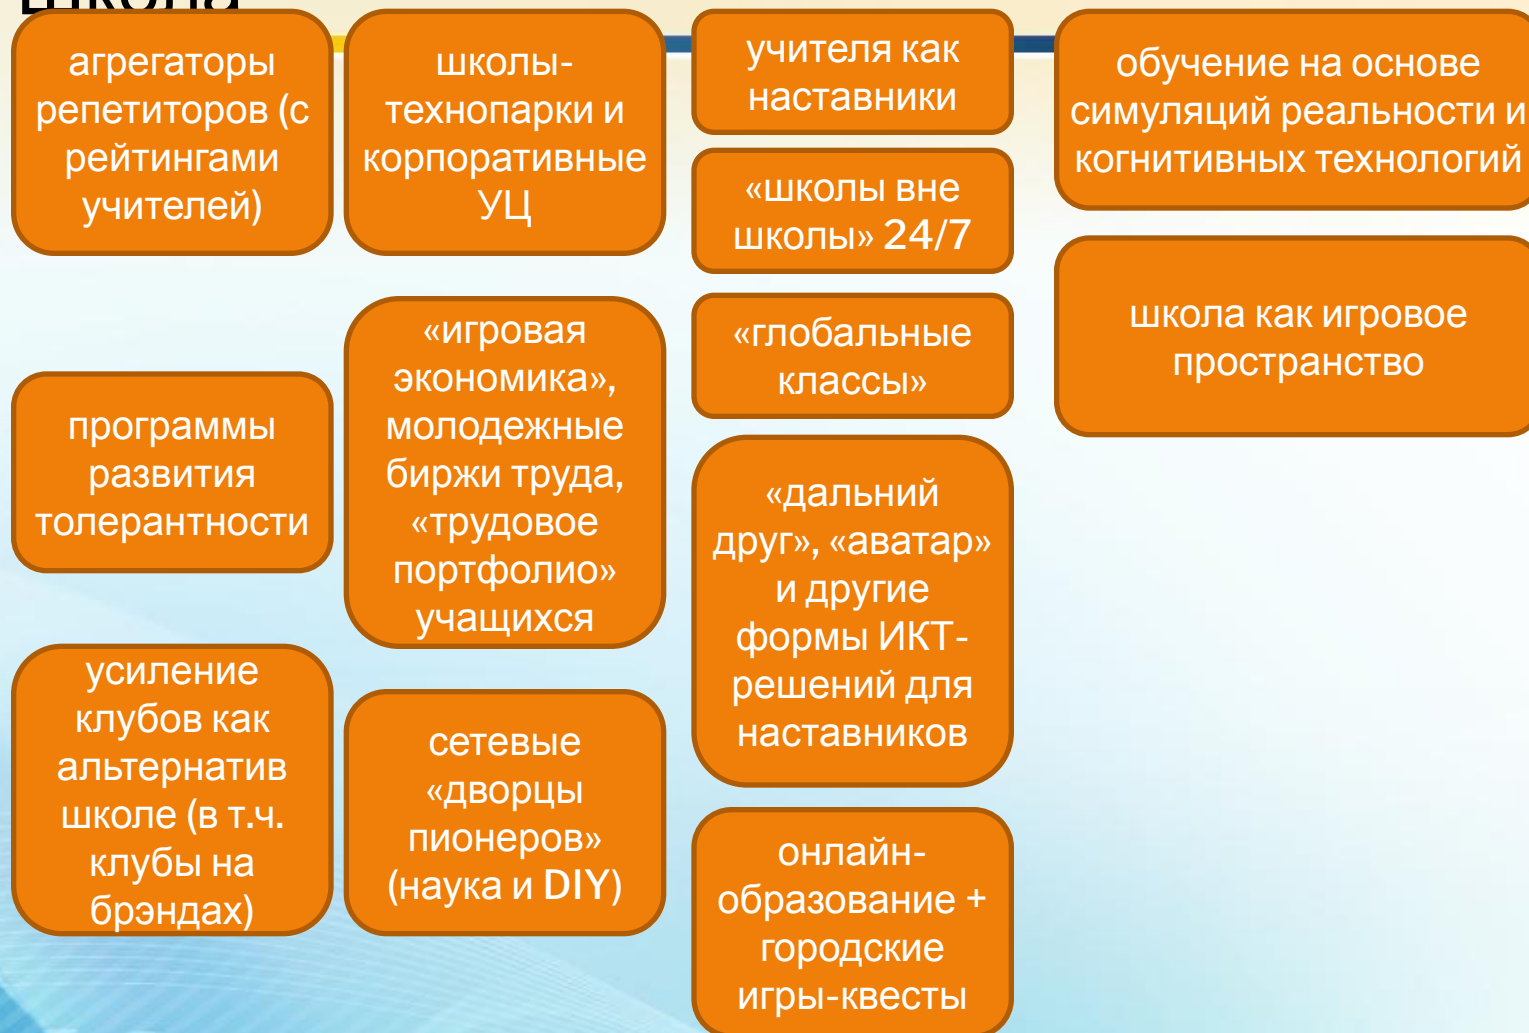 школа
агрегаторы
репетиторов (с
рейтингами
учителей)
программы
развития
толерантности
усиление
клубов как
альтернатив
школе (в т.ч.
клубы на
брэндах)
школы-
технопарки и
корпоративные
УЦ
«игровая
экономика»,
молодежные
биржи труда,
«трудовое
портфолио»
учащихся
сетевые
«дворцы
пионеров»
(наука и DIY)
учителя как
наставники
«школы вне
школы» 24/7
«глобальные
классы»
«дальний
друг», «аватар»
и другие
формы ИКТ-
решений для
наставников
онлайн-
образование +
городские
игры-квесты
обучение на основе
симуляций реальности и
когнитивных технологий
школа как игровое
пространство